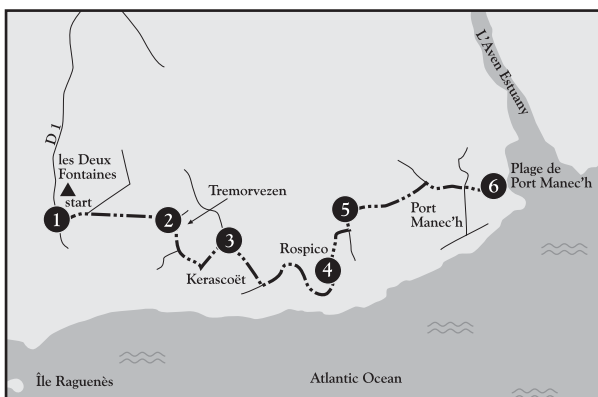 L'Aven Estuany
D 1
les Deux
Fontaines
start
1
2
Tremorvezen
3
Kerascoët
Rospico
4
5
Port
Manec'h
6
Plage de
Port Manec'h
Île Raguenès
Atlantic Ocean